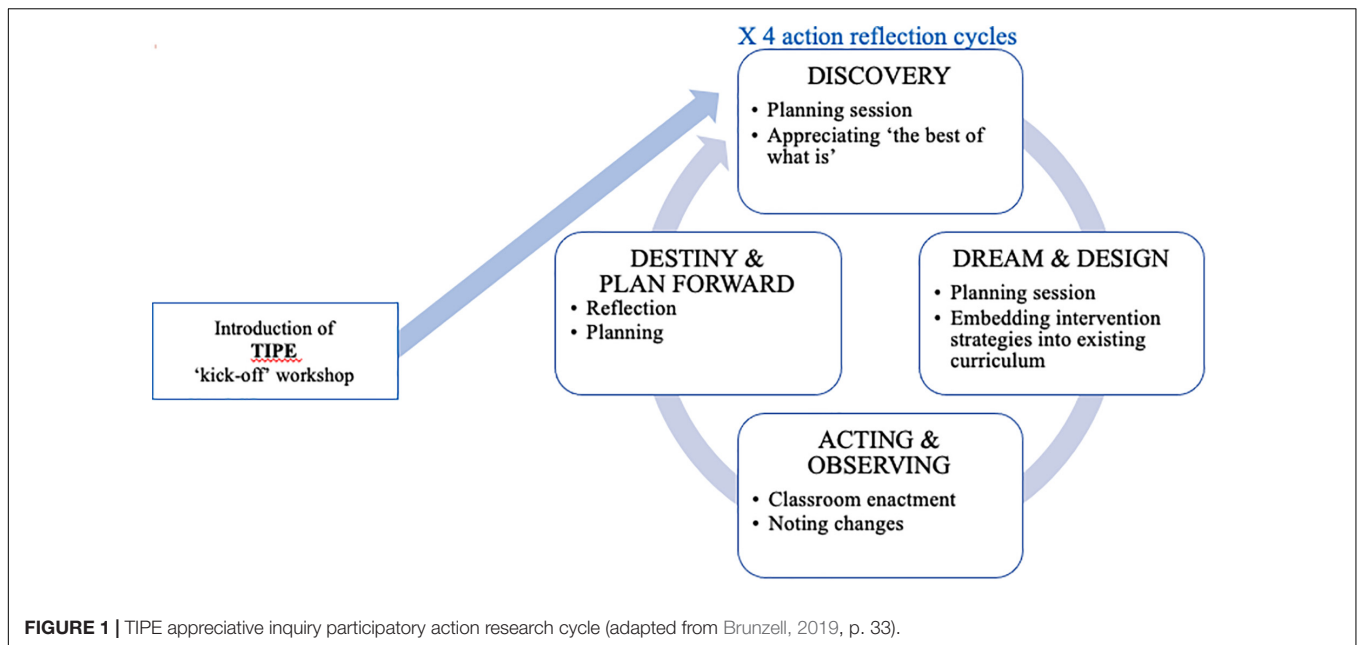 X 4 action reflection cycles
DISCOVERY
• Planning session
• Appreciating ‘the best of
what is’
DESTINY &
PLAN FORWARD
• Reflection
• Planning
DREAM & DESIGN
• Planning session
• Embedding intervention
strategies into existing
curriculum
Introduction of
TIPE
‘kick-off’ workshop
ACTING &
OBSERVING
• Classroom enactment
• Noting changes
FIGURE 1 | TIPE appreciative inquiry participatory action research cycle (adapted from Brunzell, 2019, p. 33).